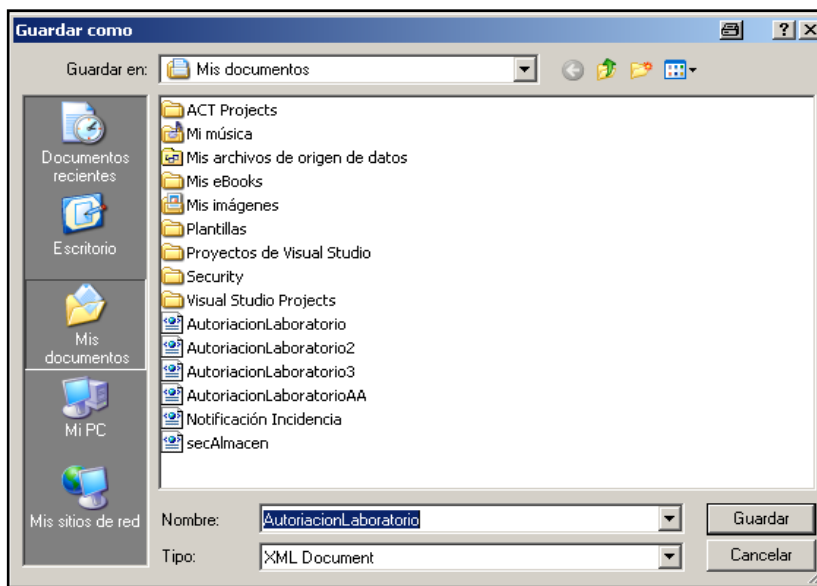 Guardar como
Guardar en:
Mis documentos
Documentos
recientes
Escritorio
Mis
documentos
Mi PC
Mis sitios de red
ACT Projects
Mi música
Mis archivos de origen de datos
Mis eBooks
Mis imágenes
Plantillas
Proyectos de Visual Studio
Security
Visual Studio Projects
AutoriacionLaboratorio
AutoriacionLaboratorio2
AutoriacionLaboratorio3
AutoriacionLaboratorioAA
Notificación Incidencia
secAlmacen
Nombre:
AutoriacionLaboratorio
Guardar
Tipo:
XML Document
Cancelar